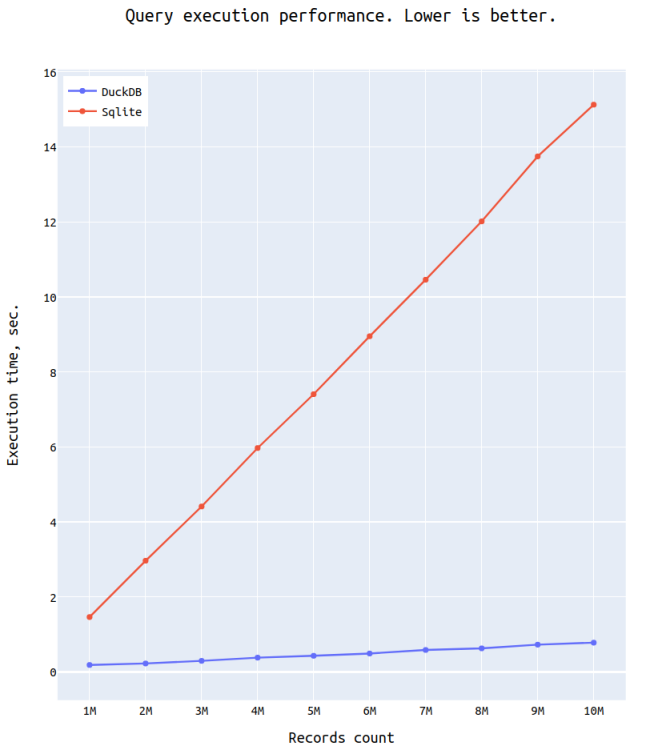 Query execution performance. Lower is better.
DuckDB
Sqlite
16
14
12
10
8
6
4
2
0
Execution time, sec.
1M 2M 3M 4M 5M 6M 7M 8M 9M 10M
Records count